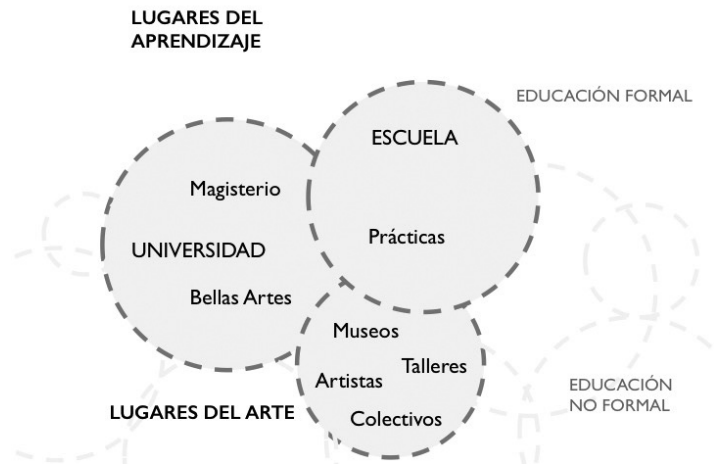 LUGARES DEL
APRENDIZAJE
EDUCACIÓN FORMAL
ESCUELA
Magisterio
Prácticas
UNIVERSIDAD
Bellas Artes
Museos
Talleres
Artistas
EDUCACIÓN
NO FORMAL
LUGARES DEL ARTE
Colectivos